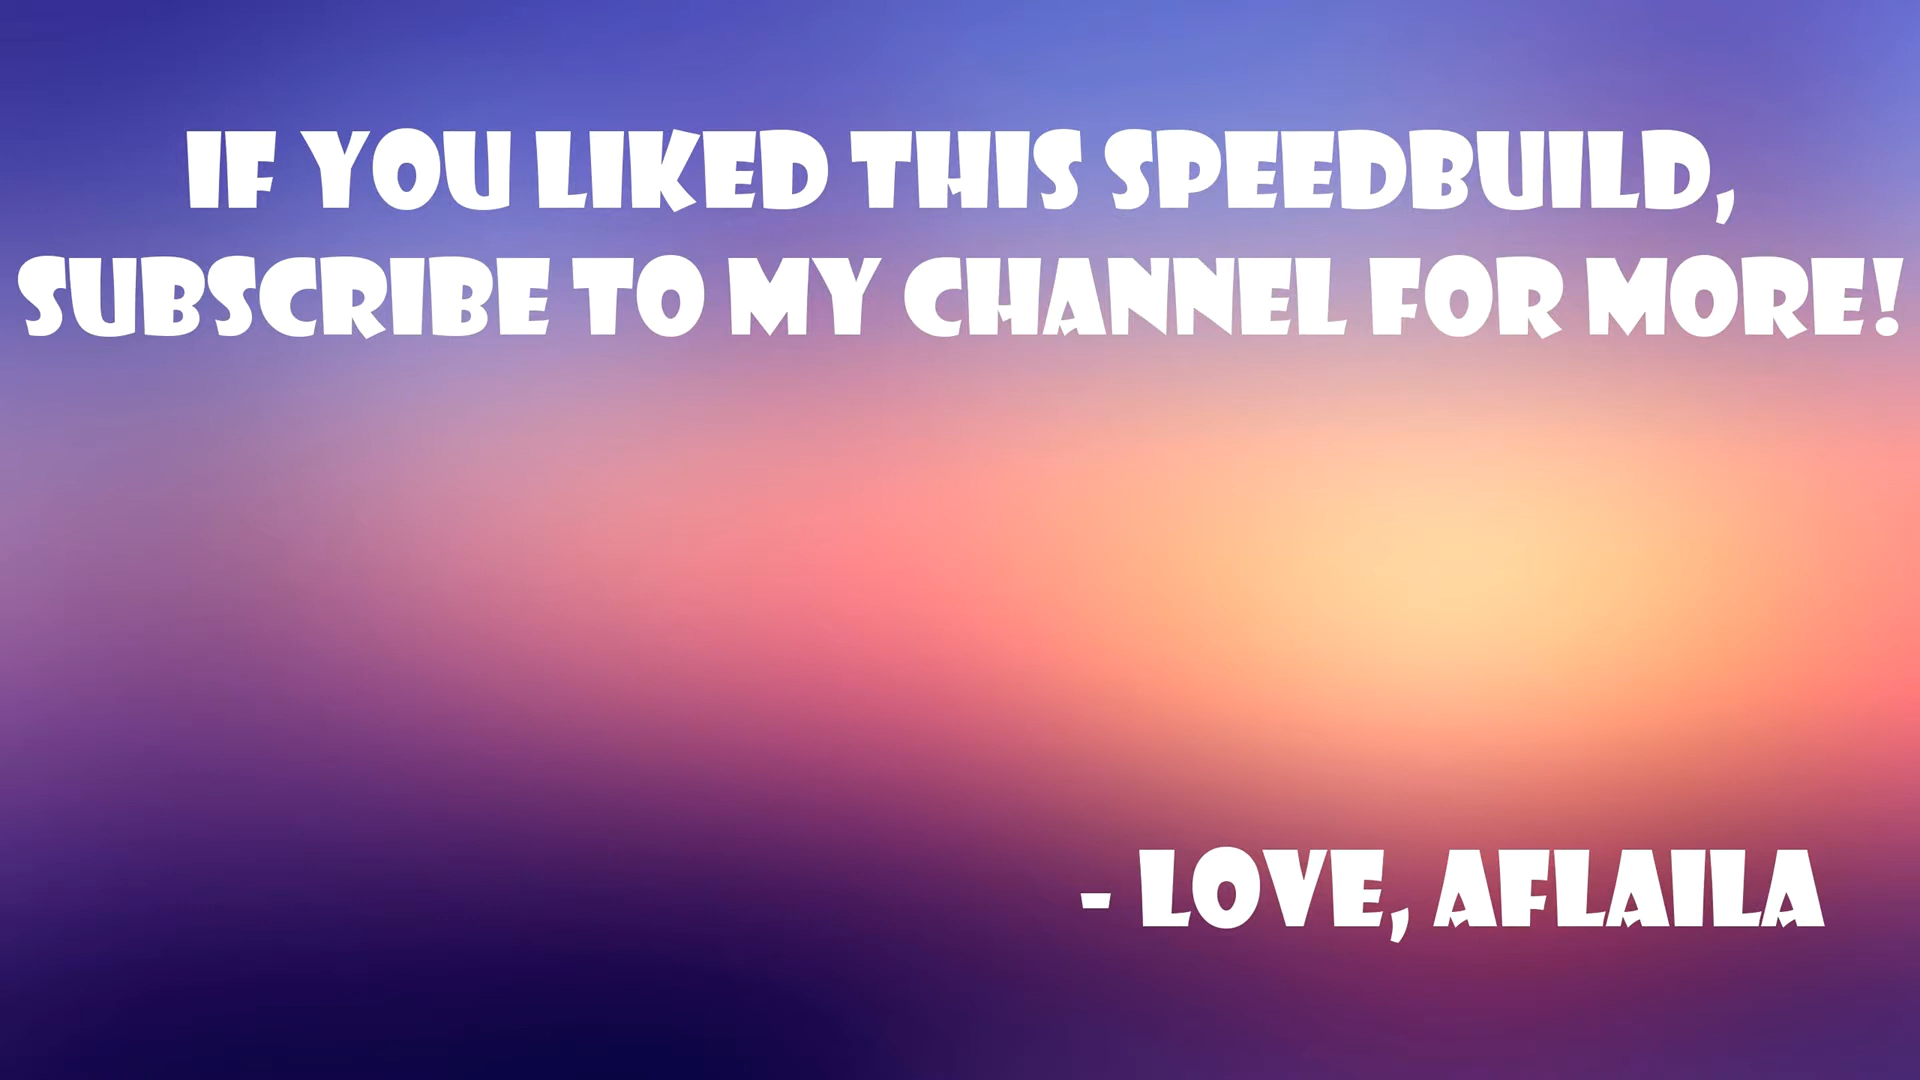 IF YOU LIKED THIS SPEEDBUILD,
SUBSCRIBE TO MY CHANNEL FOR MORE!
- LOVE, AFLAILA